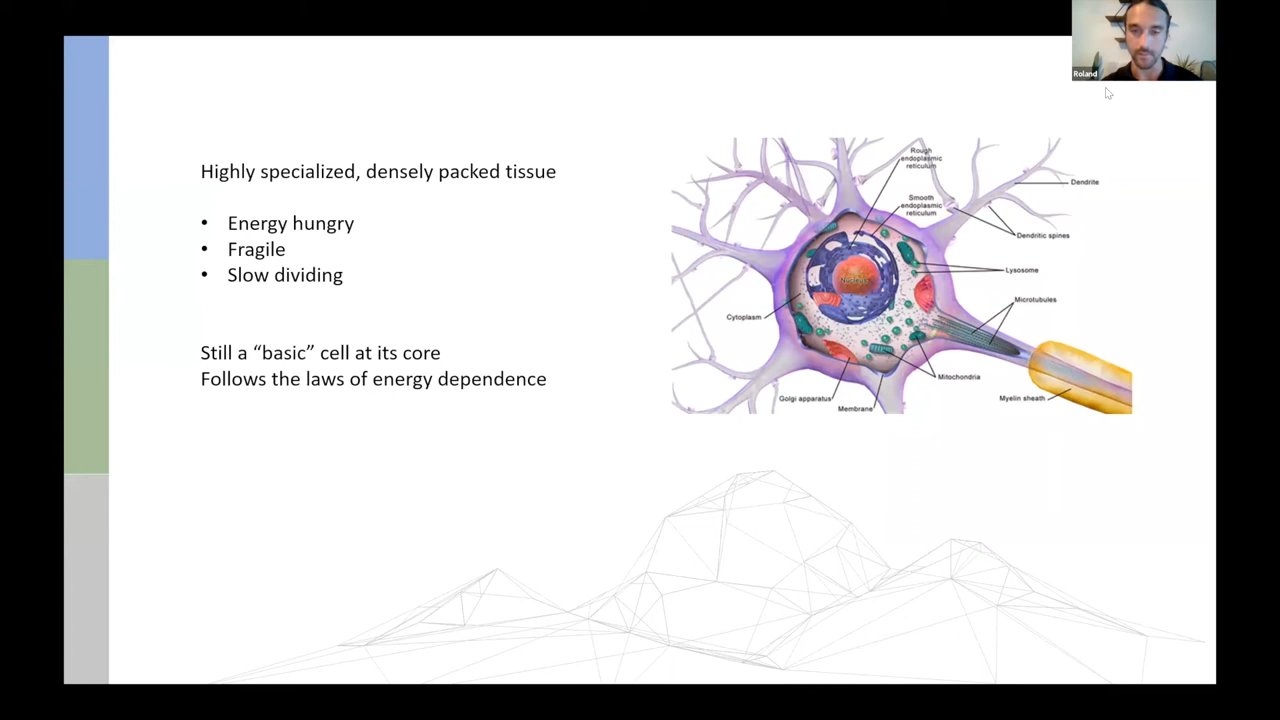 Roland
Highly specialized, densely packed tissue
• Energy hungry
• Fragile
• Slow dividing
Still a “basic” cell at its core
Follows the laws of energy dependence
Rough
endoplasmic
reticulum
Smooth
endoplasmic
reticulum
Dendrite
Dendritic spines
Lysosome
Microtubules
Nucleus
Cytoplasm
Mitochondria
Golgi apparatus
Membrane
Myelin sheath